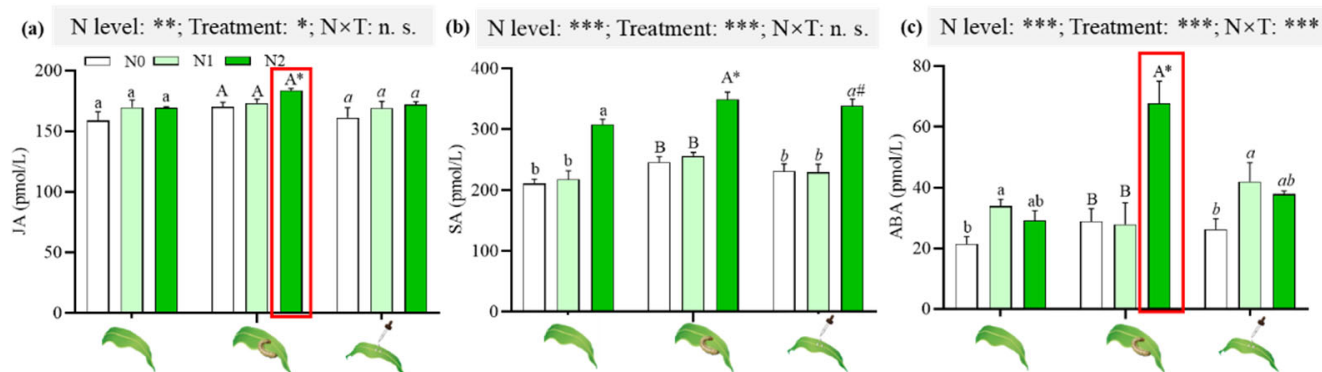 (a) N level: **; Treatment: *; N×T: n. s.
N0 N1 N2
JA (pmol/L)
200
150
100
50
0
a a a A A A* a a a
(b) N level: ***; Treatment: ***; N×T: n. s.
SA (pmol/L)
400
300
200
100
0
b b a B B A* b b a#
(c) N level: ***; Treatment: ***; N×T: ***
ABA (pmol/L)
80
60
40
20
0
b a ab B B A* b a ab